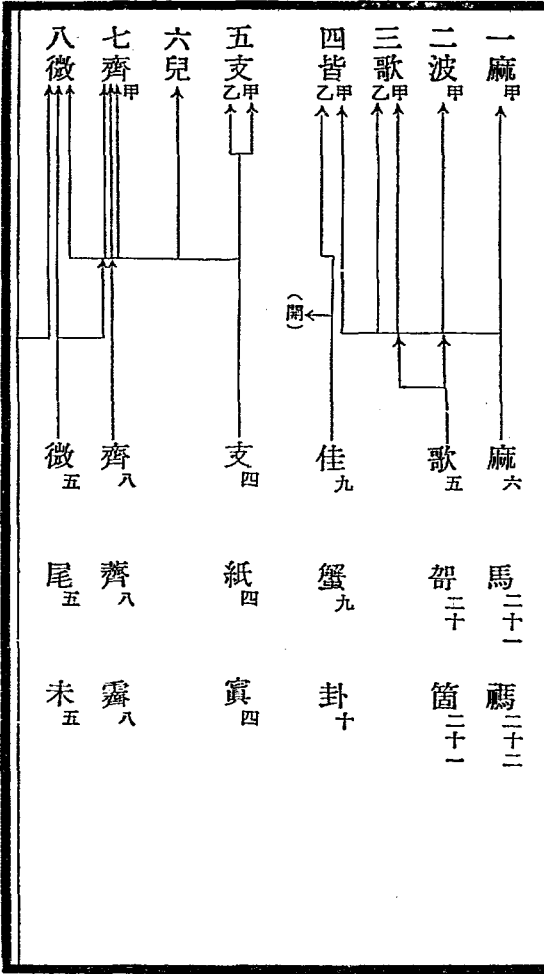 一麻甲
二波甲
三歌甲乙
四皆甲乙
五支甲乙
六兒
七齊甲
八微
（開）
麻六 馬二十一 禡二十二
歌五 哿二十 箇二十一
佳九 蟹九 卦十
支四 紙四 寘四
齊八 薺八 霽八
微五 尾五 未五